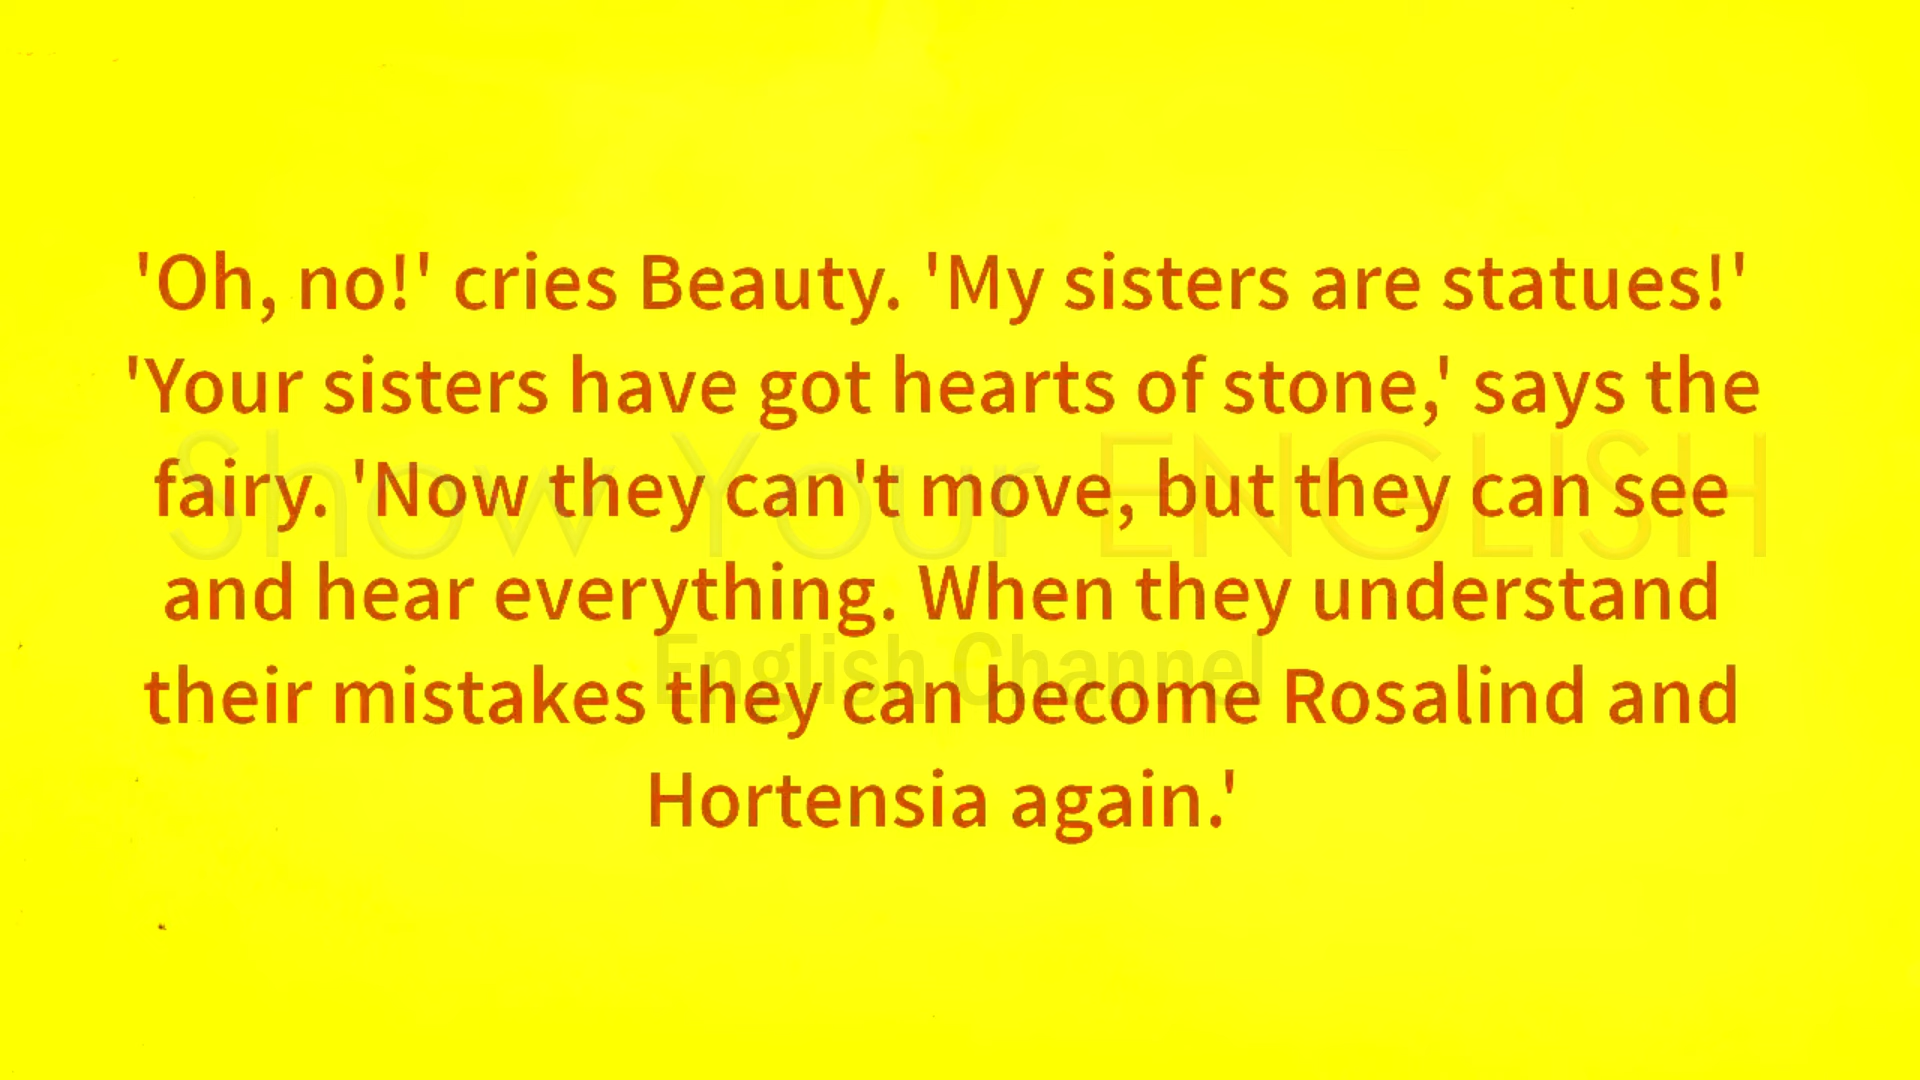 'Oh, no!' cries Beauty. 'My sisters are statues!'
'Your sisters have got hearts of stone,' says the
fairy. 'Now they can't move, but they can see
and hear everything. When they understand
their mistakes they can become Rosalind and
Hortensia again.'
Show Your ENGLISH
English Channel